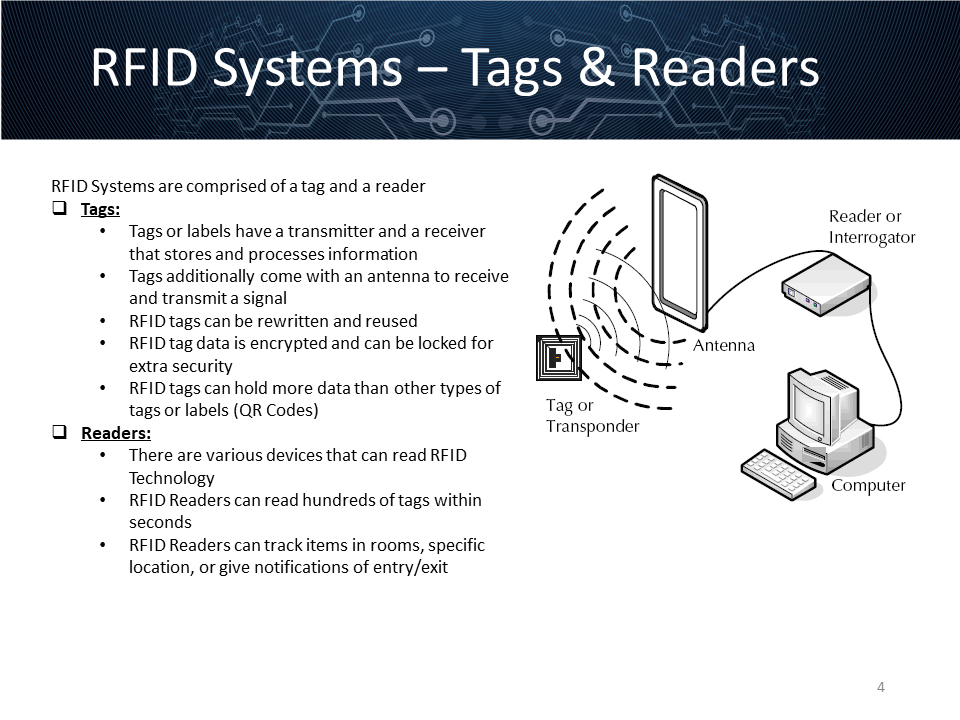 RFID Systems – Tags & Readers
RFID Systems are comprised of a tag and a reader
❑ Tags:
• Tags or labels have a transmitter and a receiver
that stores and processes information
• Tags additionally come with an antenna to receive
and transmit a signal
• RFID tags can be rewritten and reused
• RFID tag data is encrypted and can be locked for
extra security
• RFID tags can hold more data than other types of
tags or labels (QR Codes)
❑ Readers:
• There are various devices that can read RFID
Technology
• RFID Readers can read hundreds of tags within
seconds
• RFID Readers can track items in rooms, specific
location, or give notifications of entry/exit
Reader or
Interrogator
Antenna
Tag or
Transponder
Computer
4